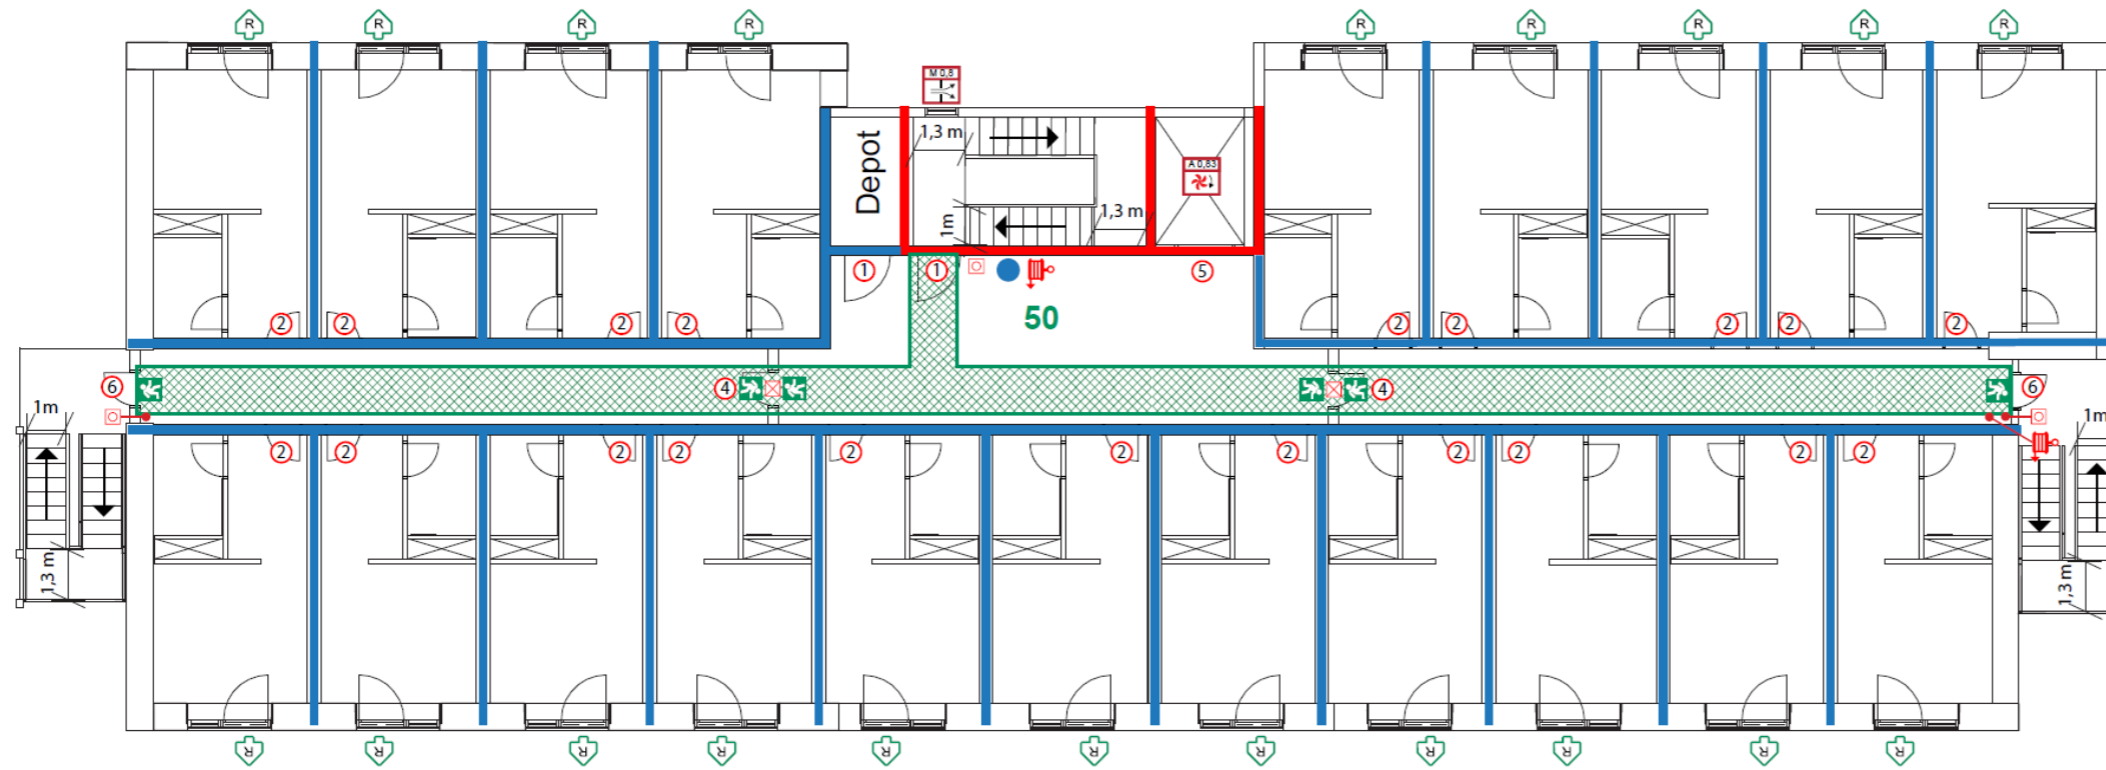 R R R R R R R R R
M 0,8
1,3 m
Depot
A 0,83
1m
1,3 m
1 1 5
50
2 2 2 2 2 2 2 2 2
6 4 4 6
1m
1m
2 2 2 2 2 2 2 2 2 2 2
1,3 m
1,3 m
R R R R R R R R R R R